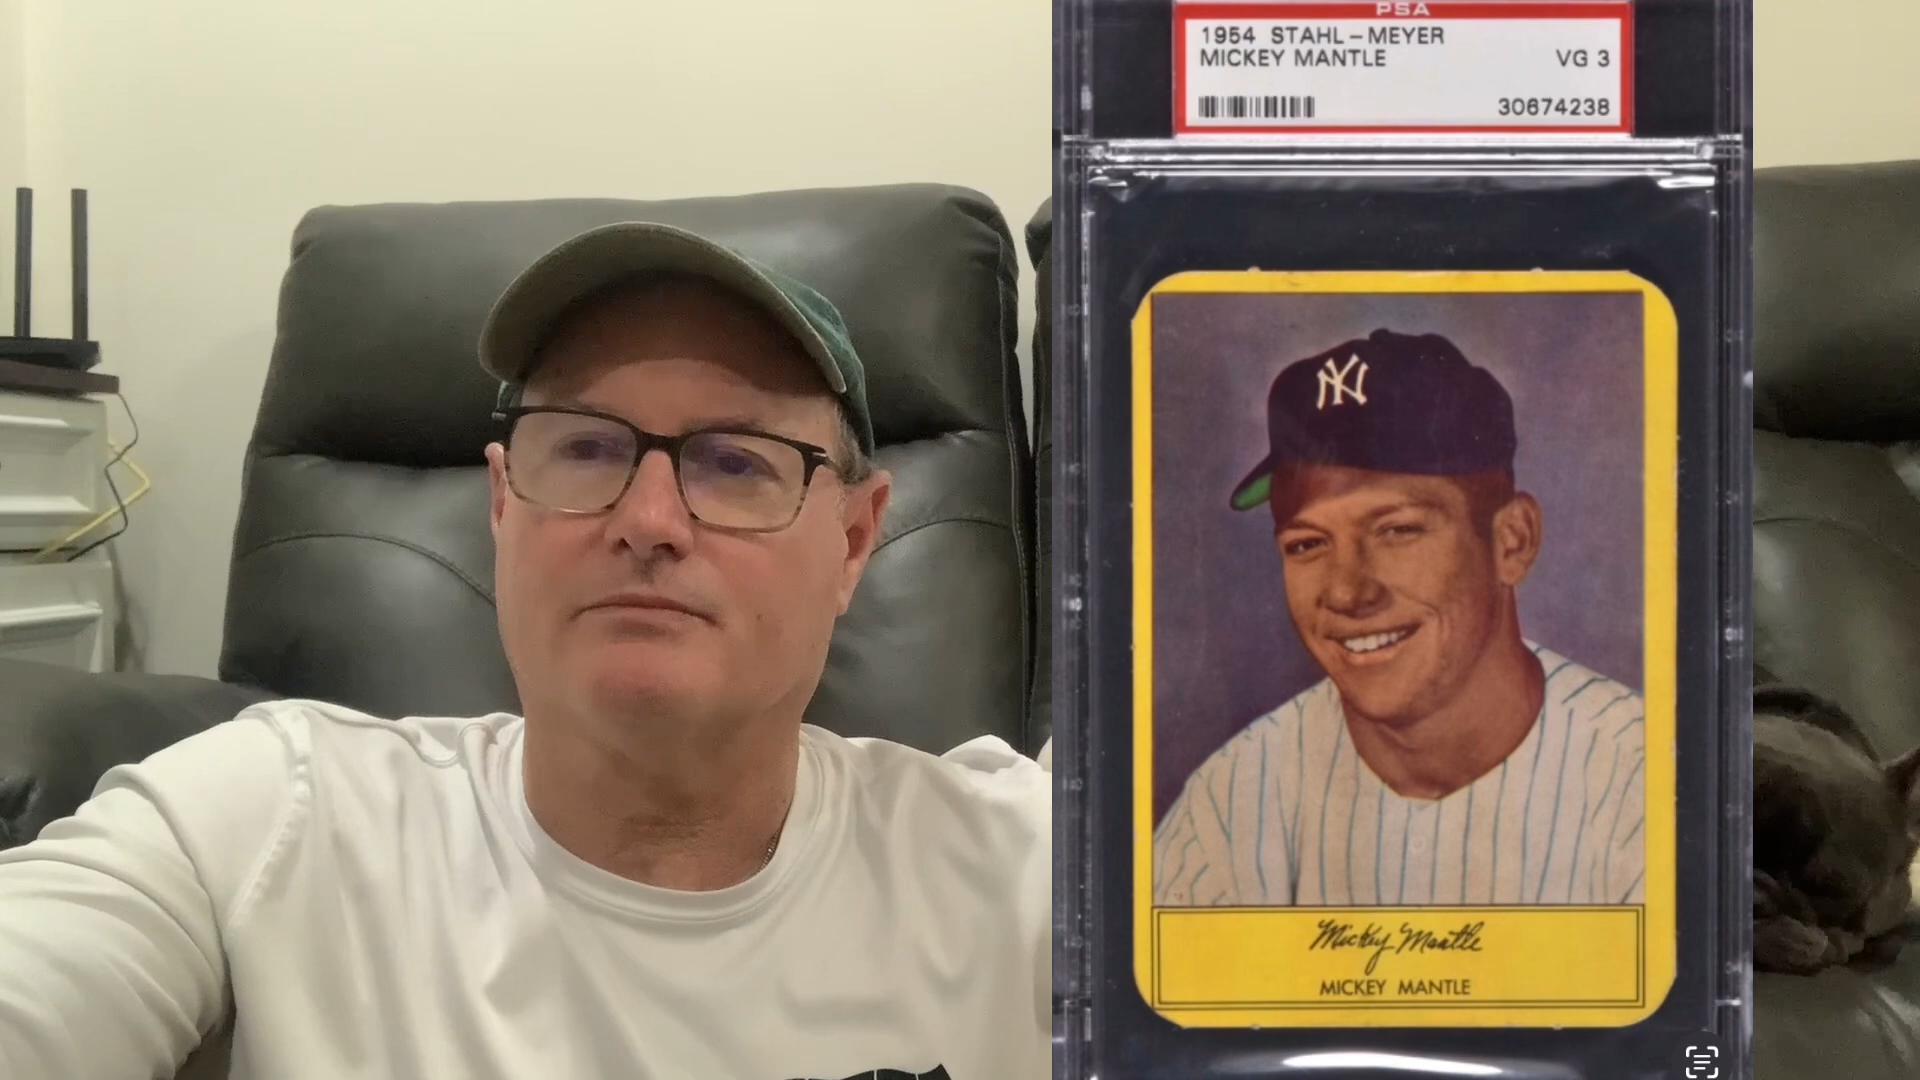 PSA
1954 STAHL-MEYER
MICKEY MANTLE VG 3
30674238
NY
Mickey Mantle
MICKEY MANTLE